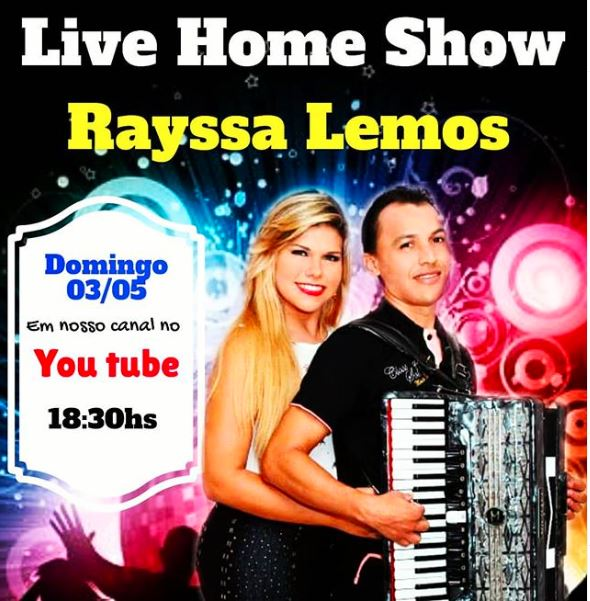 Live Home Show
Rayssa Lemos
Domingo
03/05
Em nosso canal no
You tube
18:30hs